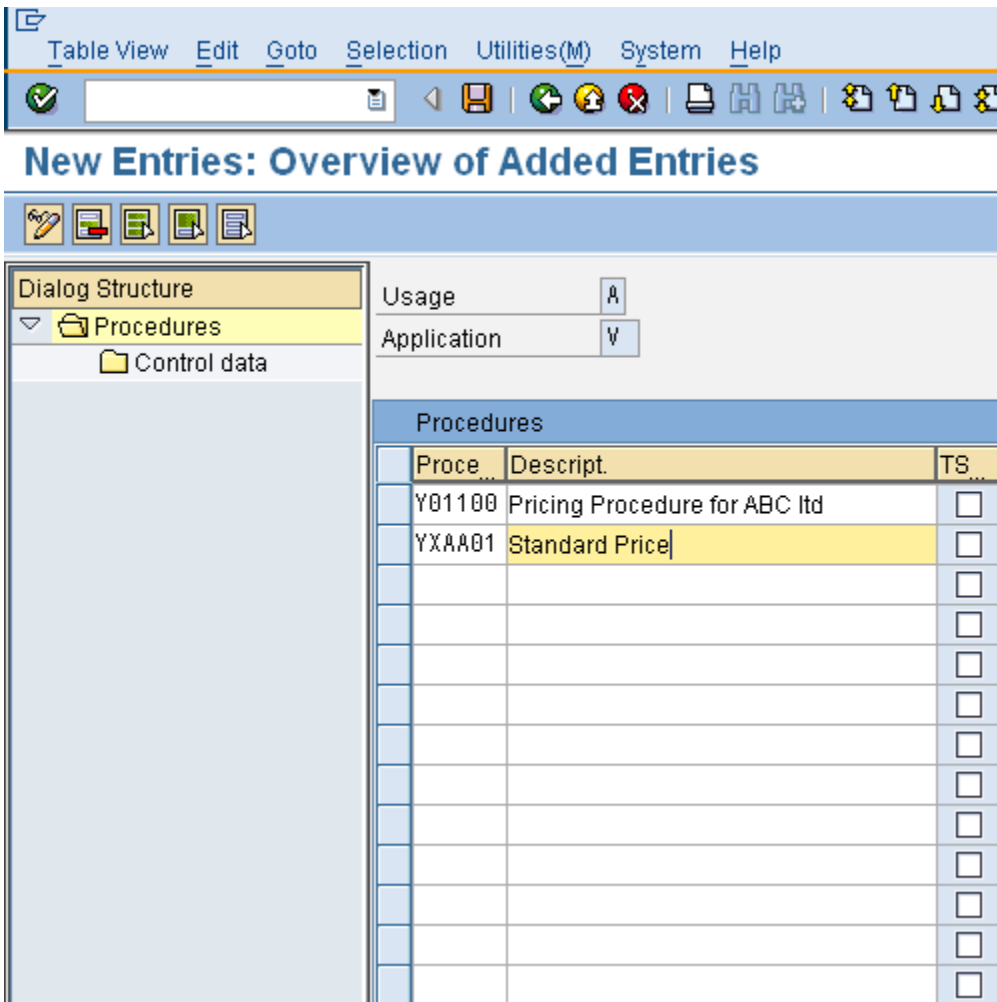 Table View Edit Goto Selection Utilities(M) System Help
New Entries: Overview of Added Entries
Dialog Structure
Procedures
Control data
Usage A
Application V
Procedures
Proce... Descript. TS...
Y01100 Pricing Procedure for ABC ltd
YXAA01 Standard Price